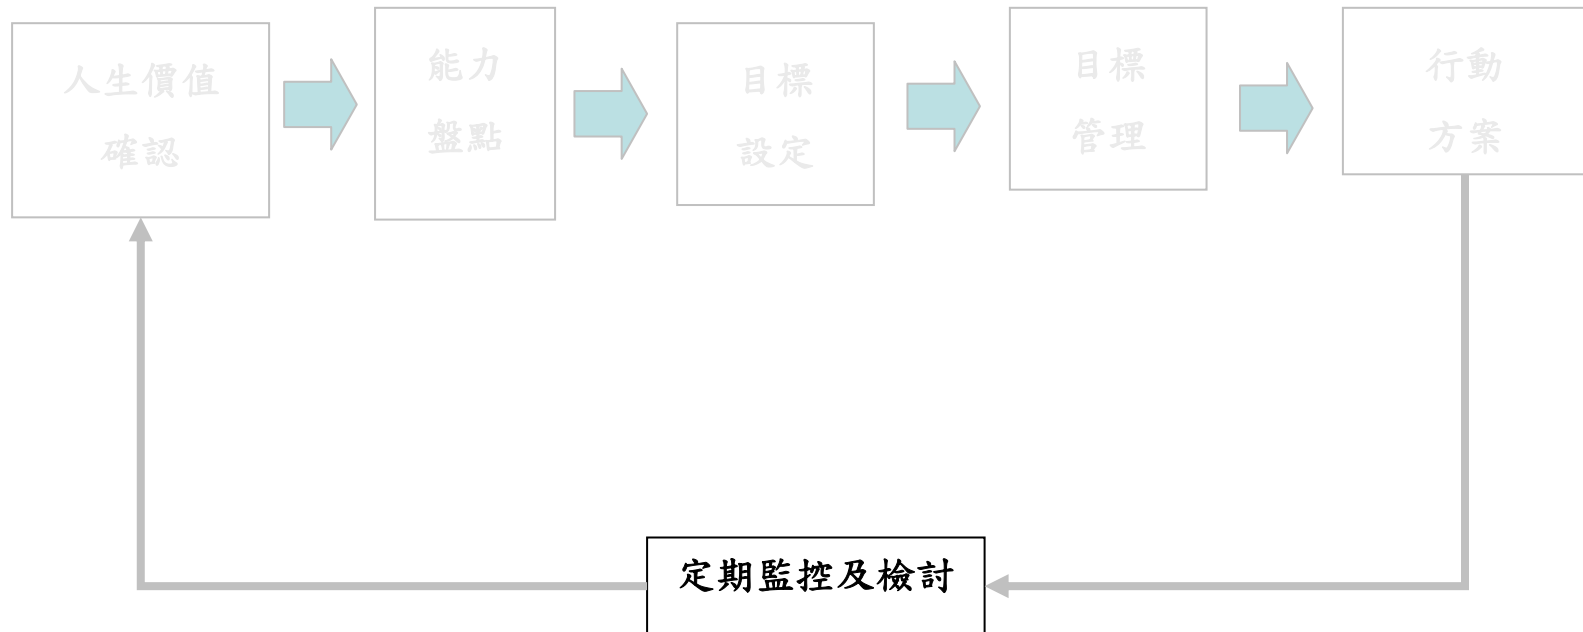 人生價值
確認
能力
盤點
目標
設定
目標
管理
行動
方案
定期監控及檢討